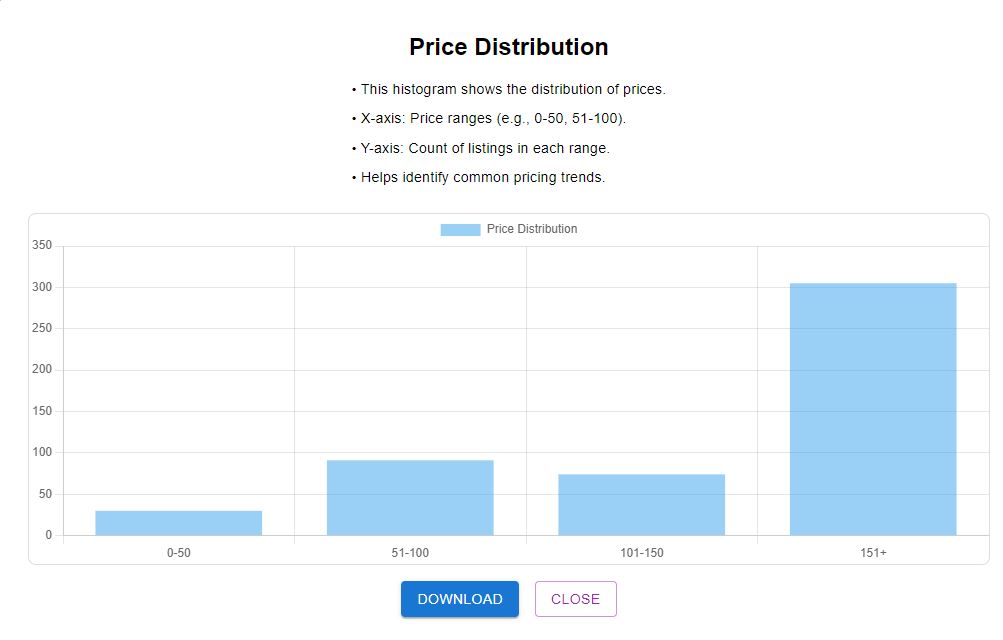 Price Distribution
• This histogram shows the distribution of prices.
• X-axis: Price ranges (e.g., 0-50, 51-100).
• Y-axis: Count of listings in each range.
• Helps identify common pricing trends.
Price Distribution
350
300
250
200
150
100
50
0
0-50 51-100 101-150 151+
DOWNLOAD CLOSE